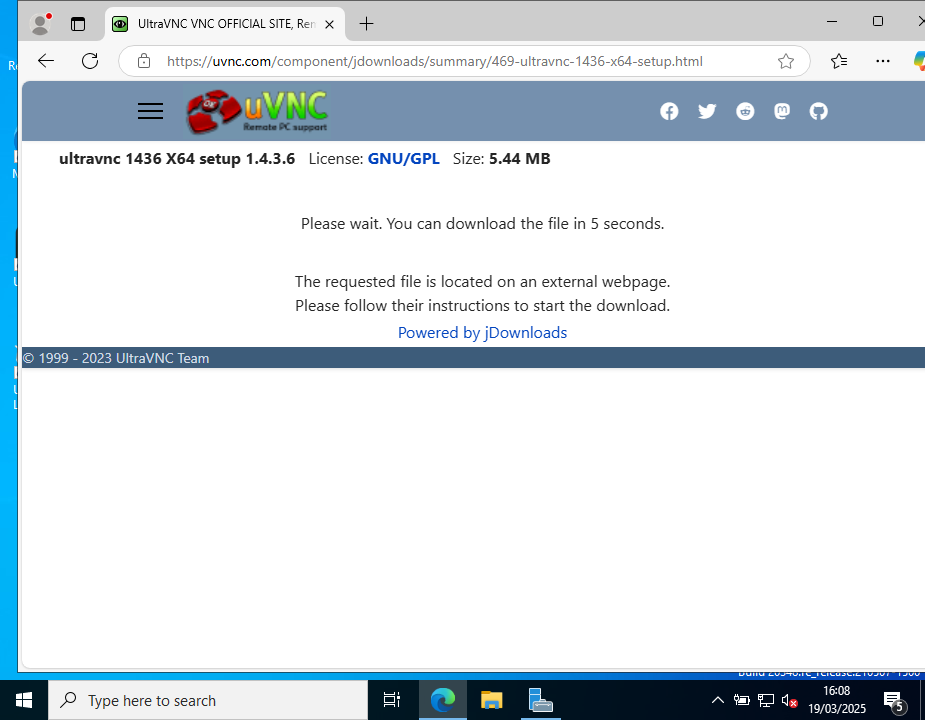 UltraVNC VNC OFFICIAL SITE, Rem
https://uvnc.com/component/jdownloads/summary/469-ultravnc-1436-x64-setup.html
OK
uVNC
Remote PC support
ultravnc 1436 X64 setup 1.4.3.6 License: GNU/GPL Size: 5.44 MB
Please wait. You can download the file in 5 seconds.
The requested file is located on an external webpage.
Please follow their instructions to start the download.
Powered by jDownloads
© 1999 - 2023 UltraVNC Team
Type here to search
16:08
19/03/2025
5